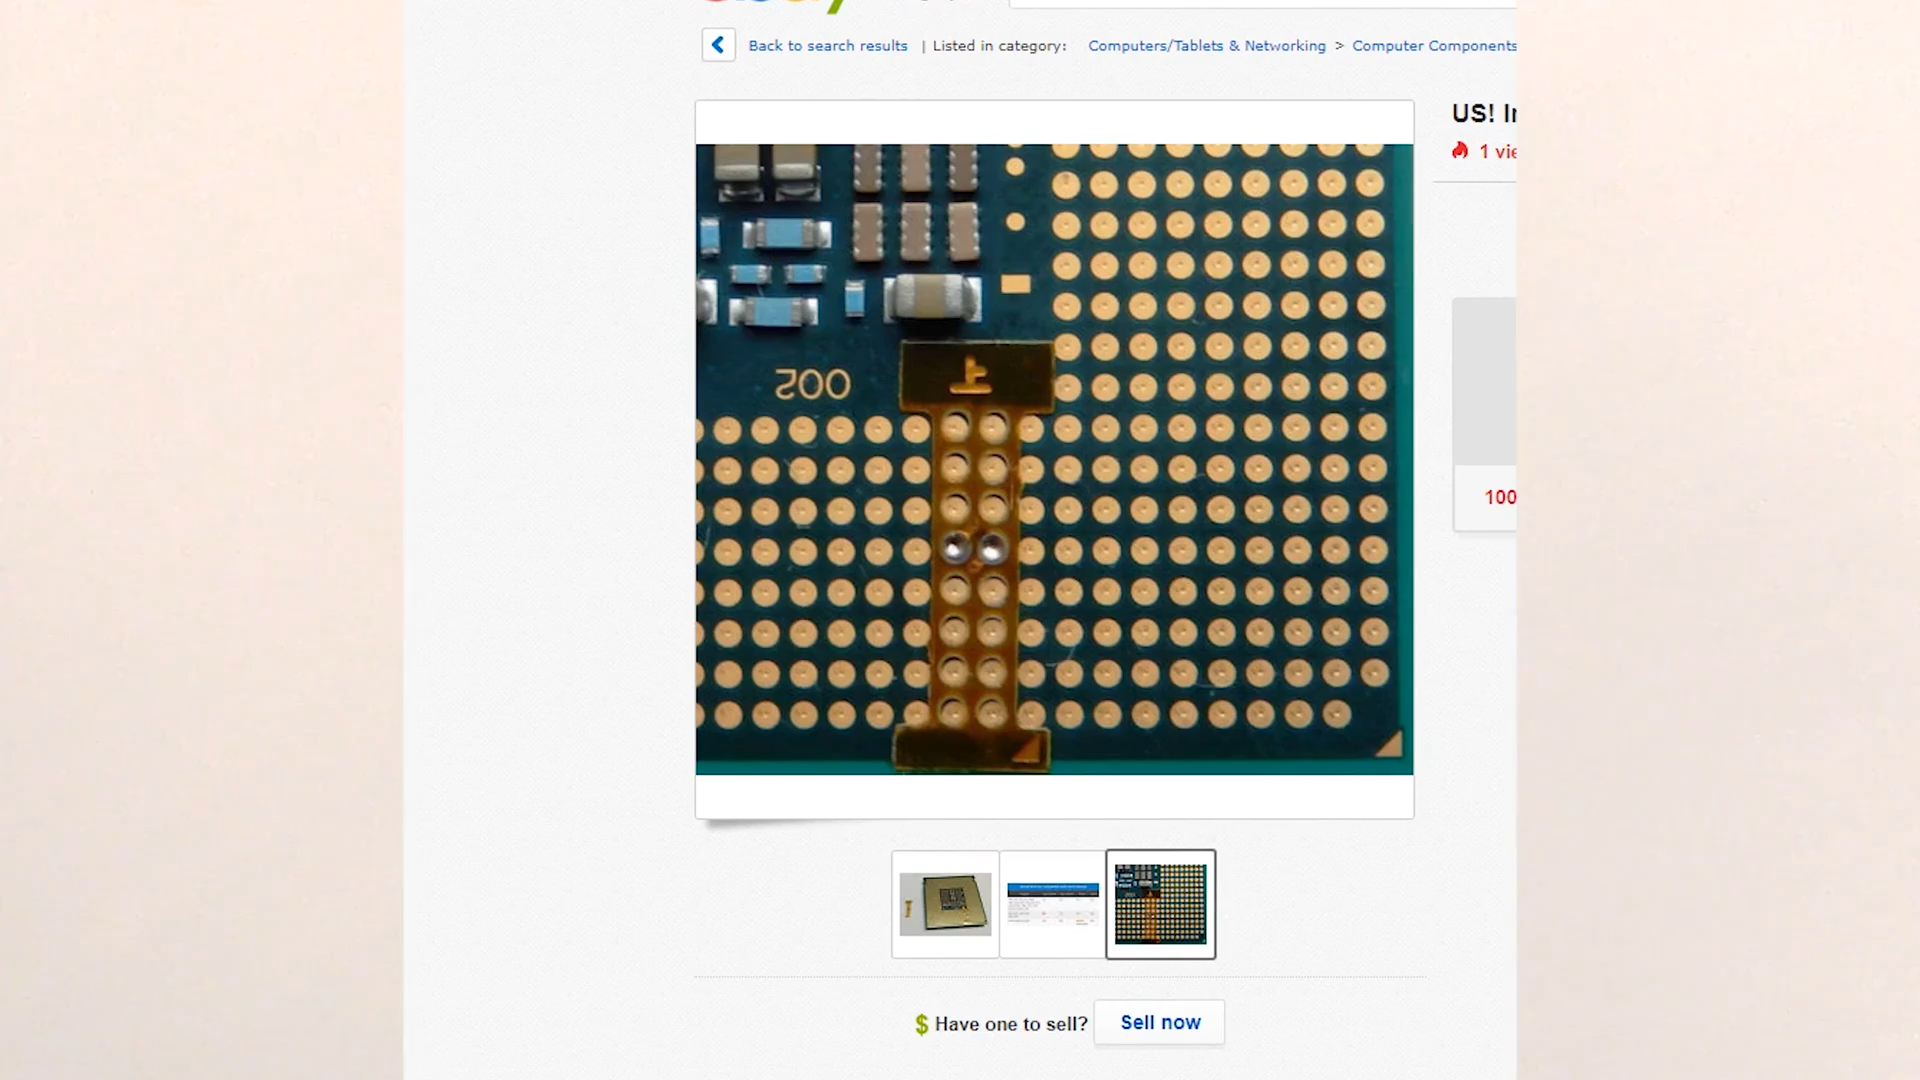 Back to search results | Listed in category: Computers/Tablets & Networking > Computer Components
US!
1
100
200
$ Have one to sell? Sell now